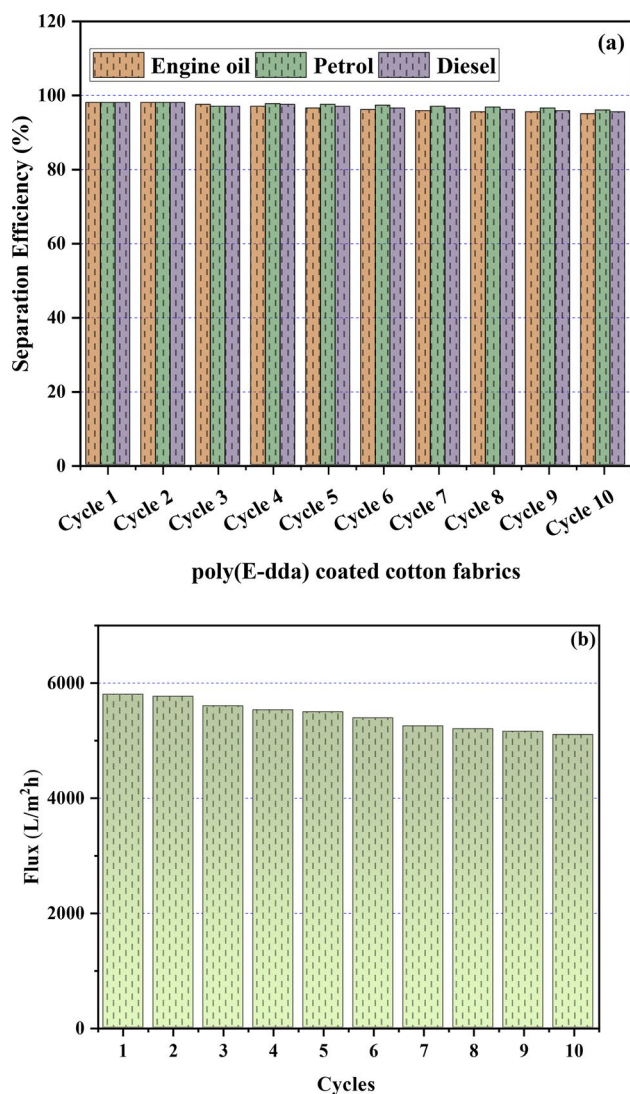 (a)
Engine oil Petrol Diesel
120
100
80
60
40
20
0
Separation Efficiency (%)
Cycle 1 Cycle 2 Cycle 3 Cycle 4 Cycle 5 Cycle 6 Cycle 7 Cycle 8 Cycle 9 Cycle 10
poly(E-dda) coated cotton fabrics
(b)
6000
4000
2000
0
Flux (L/m²h)
1 2 3 4 5 6 7 8 9 10
Cycles